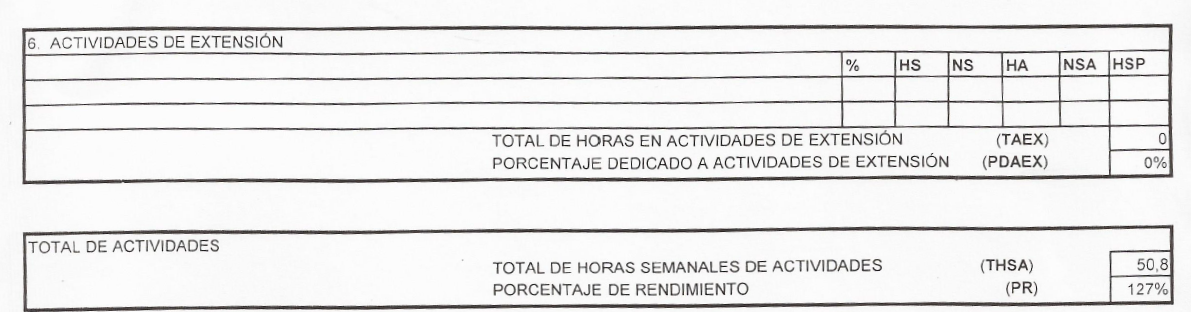 6. ACTIVIDADES DE EXTENSIÓN
% HS NS HA NSA HSP
TOTAL DE HORAS EN ACTIVIDADES DE EXTENSIÓN (TAEX) 0
PORCENTAJE DEDICADO A ACTIVIDADES DE EXTENSIÓN (PDAEX) 0%
TOTAL DE ACTIVIDADES
TOTAL DE HORAS SEMANALES DE ACTIVIDADES (THSA) 50,8
PORCENTAJE DE RENDIMIENTO (PR) 127%